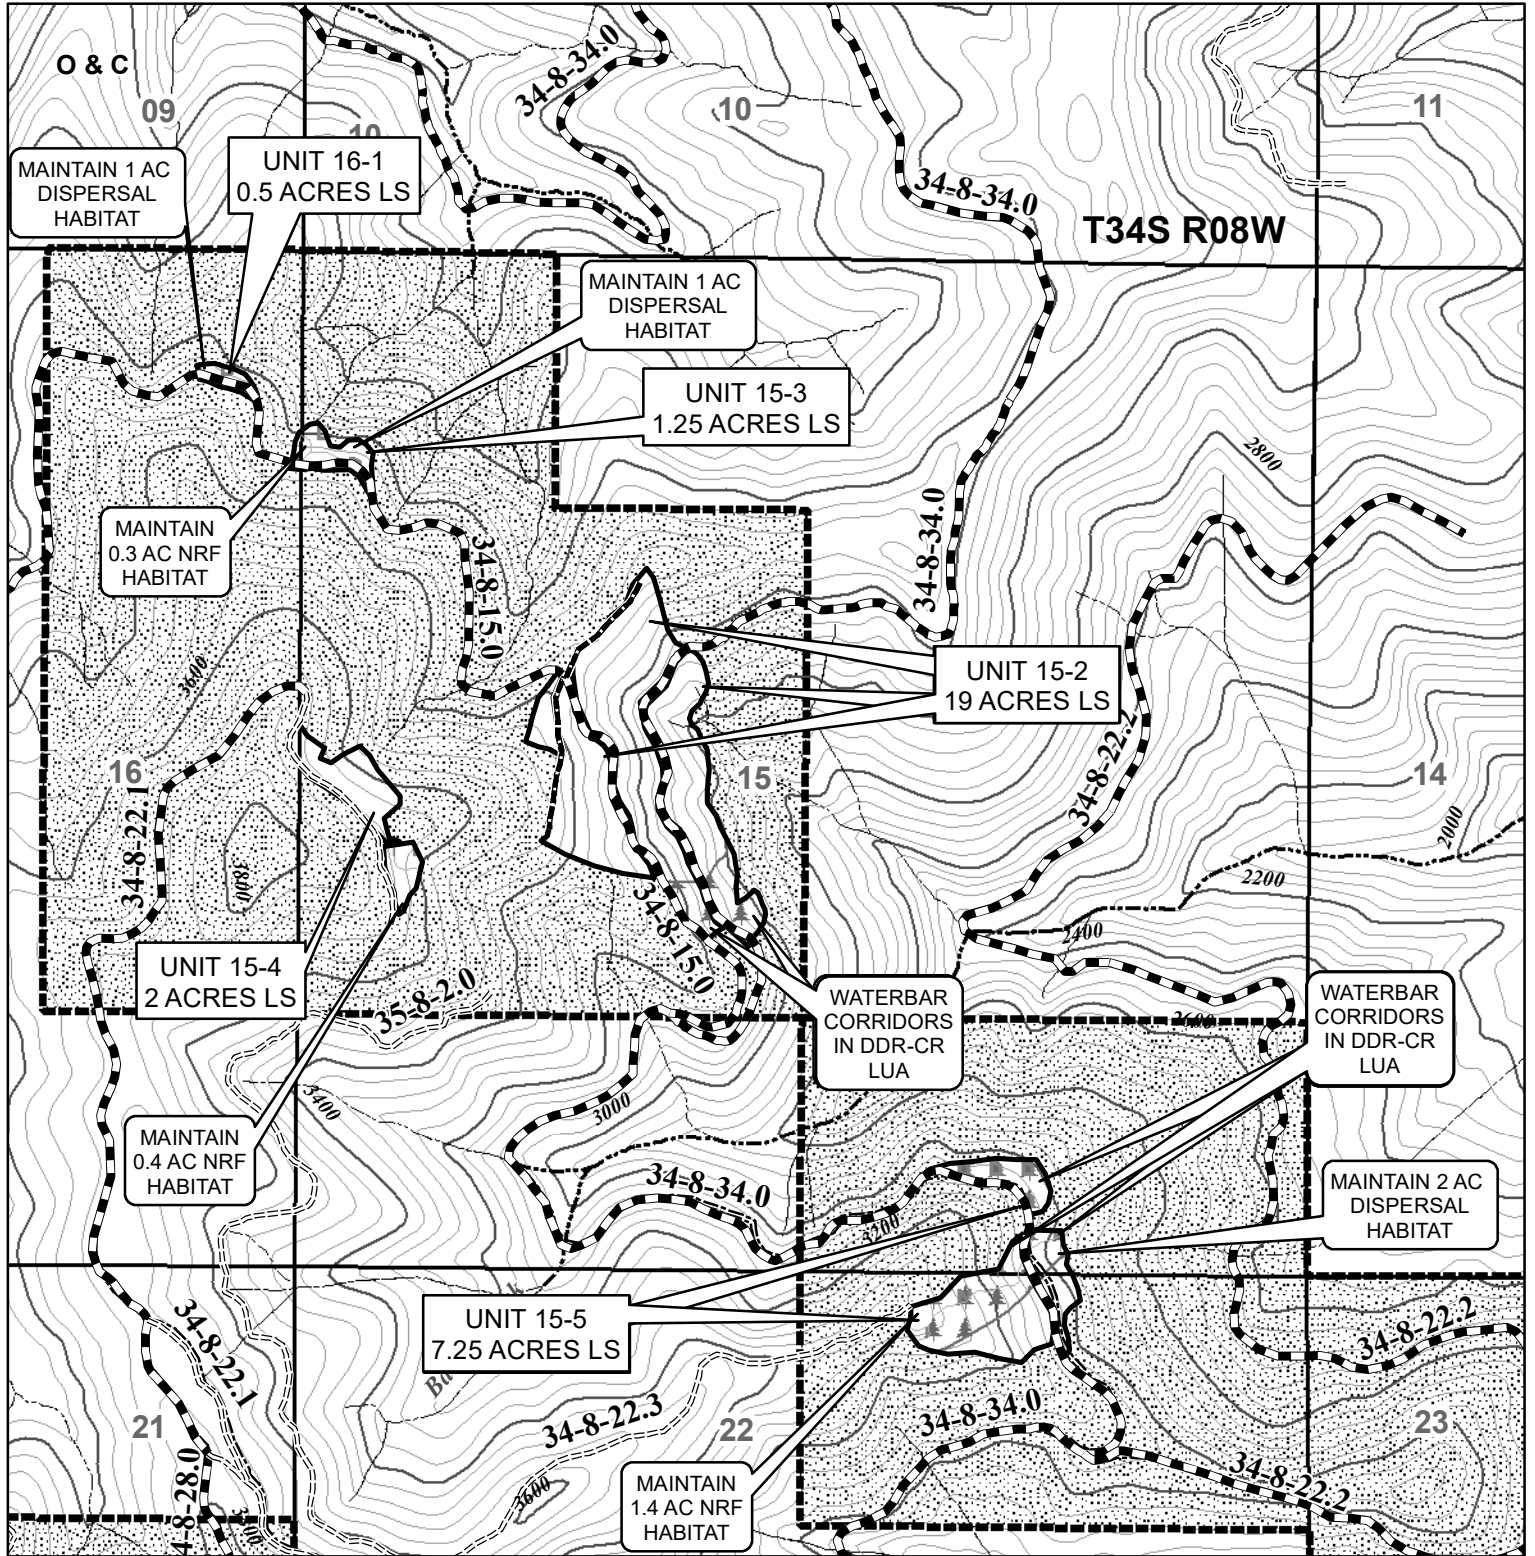 O & C
09
10
34-8-34.0
10
11
MAINTAIN 1 AC
DISPERSAL
HABITAT
UNIT 16-1
0.5 ACRES LS
34-8-34.0
T34S R08W
MAINTAIN 1 AC
DISPERSAL
HABITAT
UNIT 15-3
1.25 ACRES LS
2800
34-8-34.0
MAINTAIN
0.3 AC NRF
HABITAT
34-8-15.0
3600
UNIT 15-2
19 ACRES LS
34-8-22.2
16
15
14
34-8-22.1
3800
2000
2200
34-8-15.0
2400
UNIT 15-4
2 ACRES LS
35-8-2.0
WATERBAR
CORRIDORS
IN DDR-CR
LUA
WATERBAR
CORRIDORS
IN DDR-CR
LUA
2600
3400
3000
MAINTAIN
0.4 AC NRF
HABITAT
34-8-34.0
3200
MAINTAIN 2 AC
DISPERSAL
HABITAT
UNIT 15-5
7.25 ACRES LS
34-8-22.1
34-8-22.2
34-8-22.3
34-8-34.0
21
22
23
34-8-22.2
MAINTAIN
1.4 AC NRF
HABITAT
3600
4-8-28.0